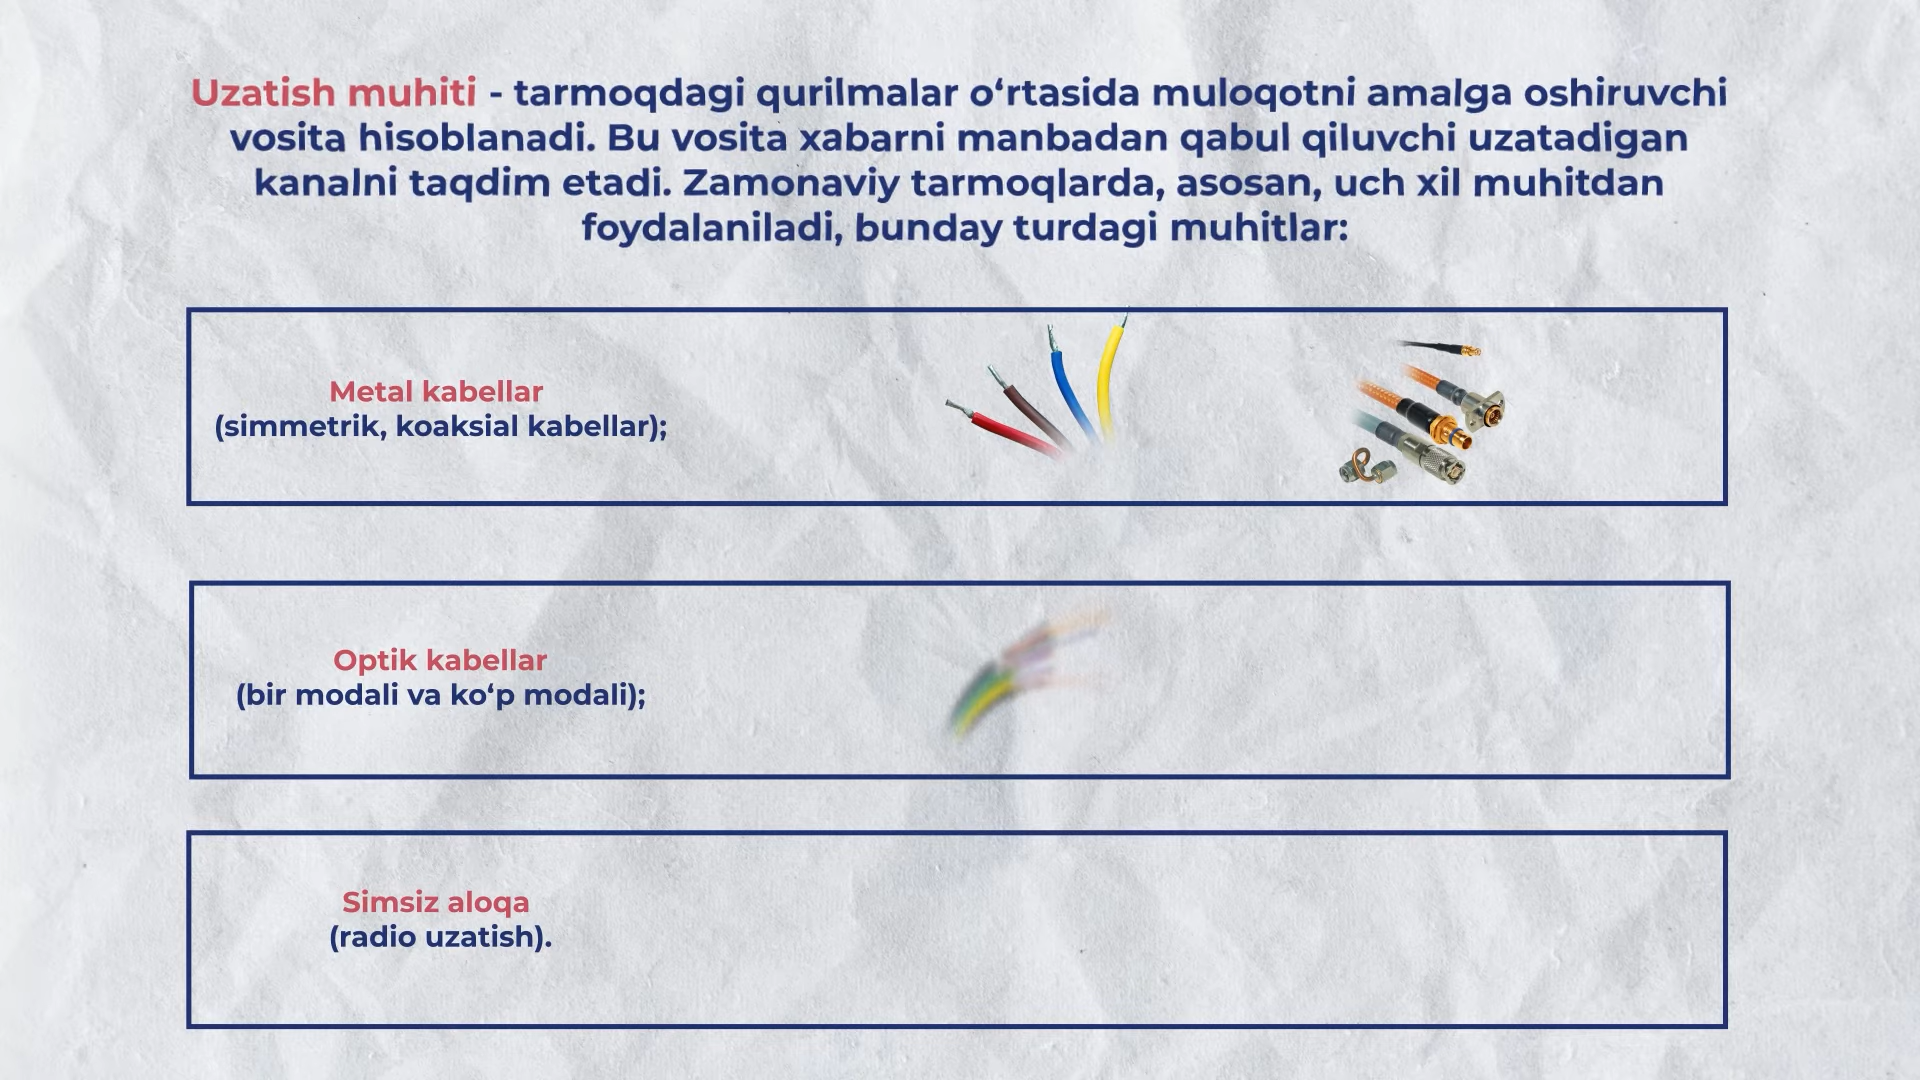 Uzatish muhiti - tarmoqdagi qurilmalar o‘rtasida muloqotni amalga oshiruvchi
vosita hisoblanadi. Bu vosita xabarni manbadan qabul qiluvchi uzatadigan
kanalni taqdim etadi. Zamonaviy tarmoqlarda, asosan, uch xil muhitdan
foydalaniladi, bunday turdagi muhitlar:
Metal kabellar
(simmetrik, koaksial kabellar);
Optik kabellar
(bir modali va ko‘p modali);
Simsiz aloqa
(radio uzatish).